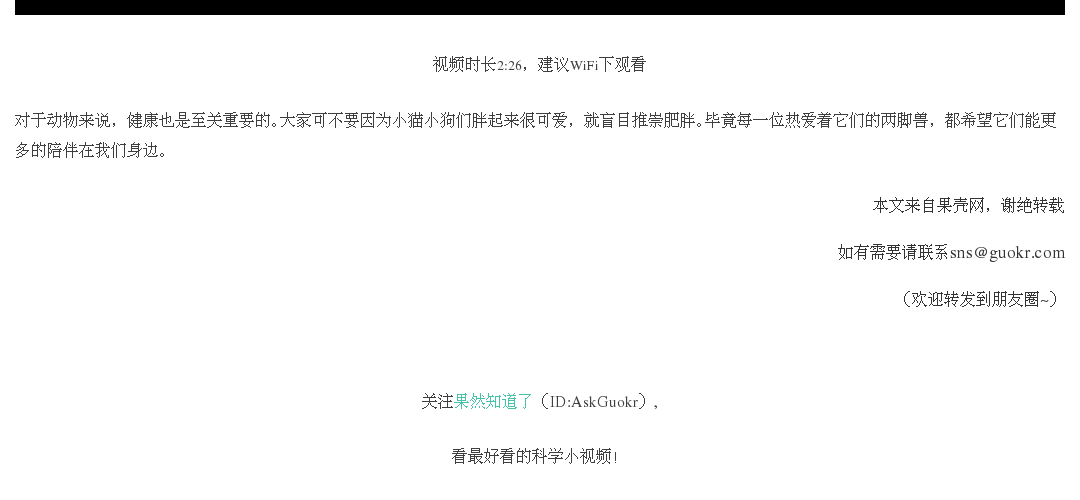 视频时长2:26，建议WiFi下观看
对于动物来说，健康也是至关重要的。大家可不要因为小猫小狗们胖起来很可爱，就盲目推崇肥胖。毕竟每一位热爱着它们的两脚兽，都希望它们能更
多的陪伴在我们身边。
本文来自果壳网，谢绝转载
如有需要请联系sns@guokr.com
（欢迎转发到朋友圈~）
关注果然知道了（ID:AskGuokr）,
看最好看的科学小视频！